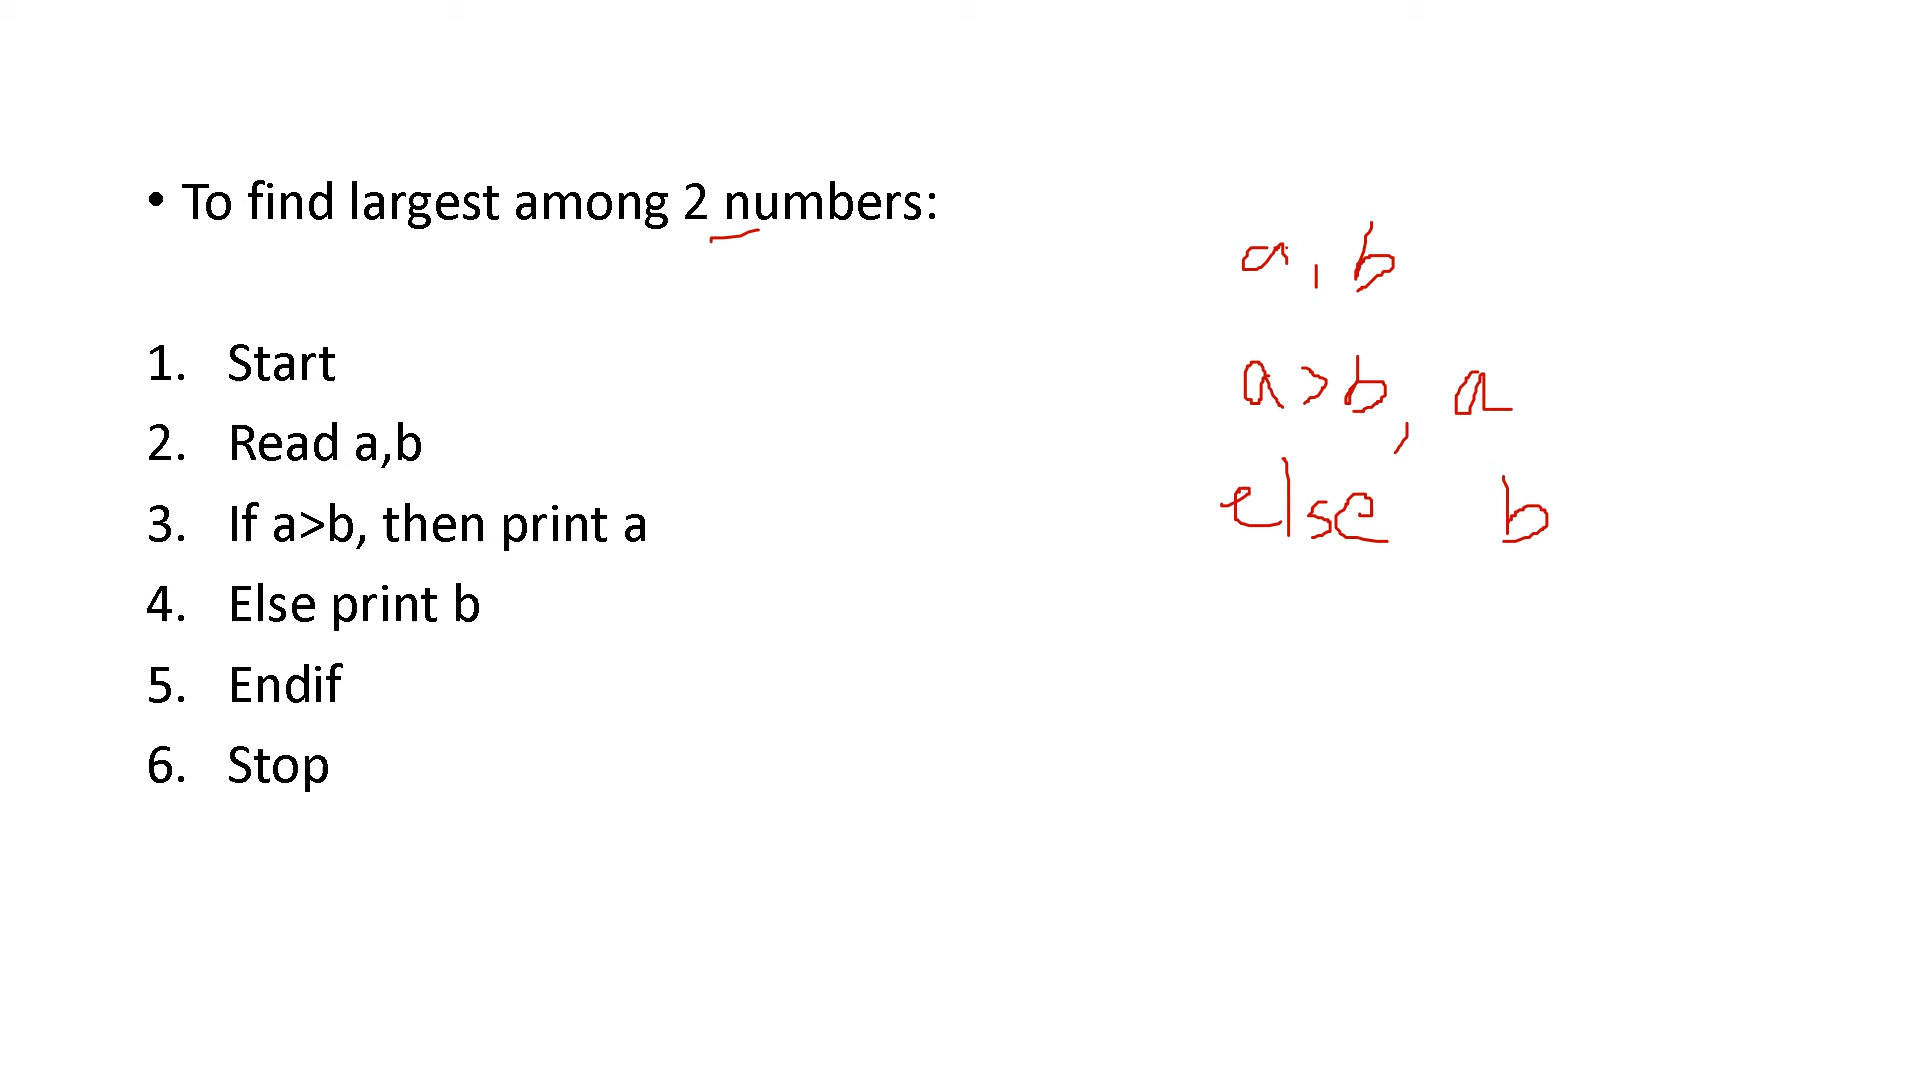 • To find largest among 2 numbers:
1. Start
2. Read a,b
3. If a>b, then print a
4. Else print b
5. Endif
6. Stop
a, b
a>b, a
else b